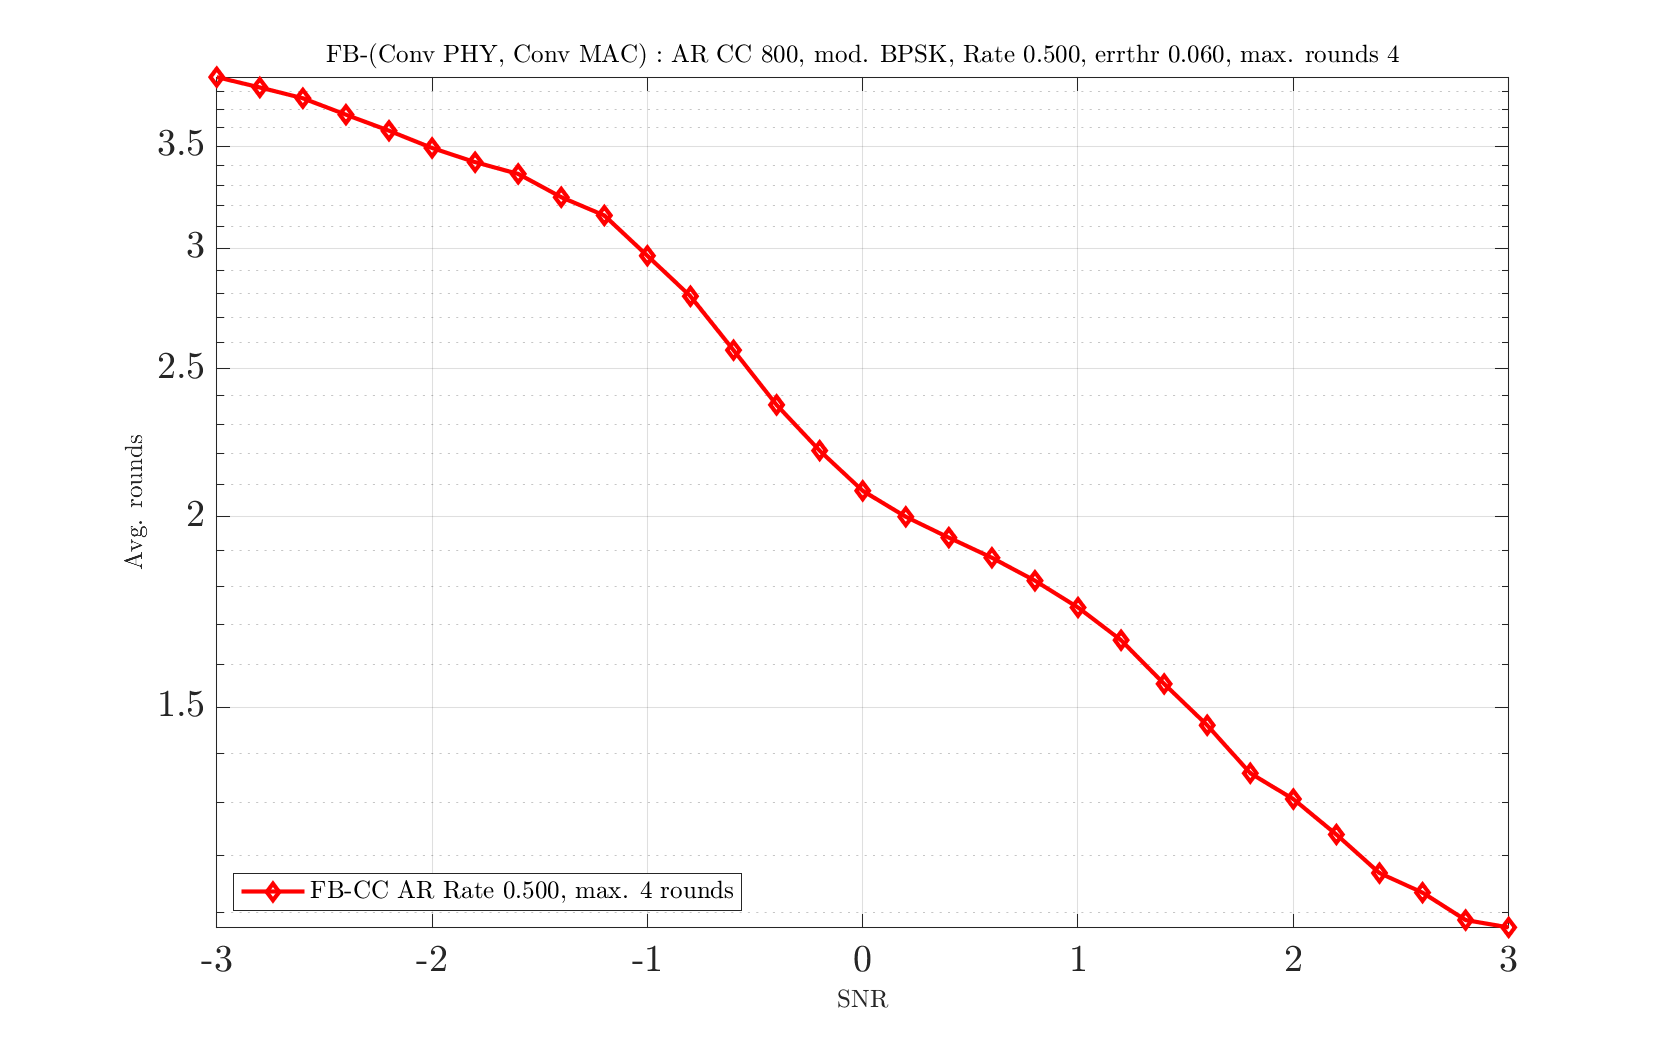 FB-(Conv PHY, Conv MAC) : AR CC 800, mod. BPSK, Rate 0.500, errthr 0.060, max. rounds 4
3.5
3
2.5
2
1.5
Avg. rounds
FB-CC AR Rate 0.500, max. 4 rounds
-3 -2 -1 0 1 2 3
SNR